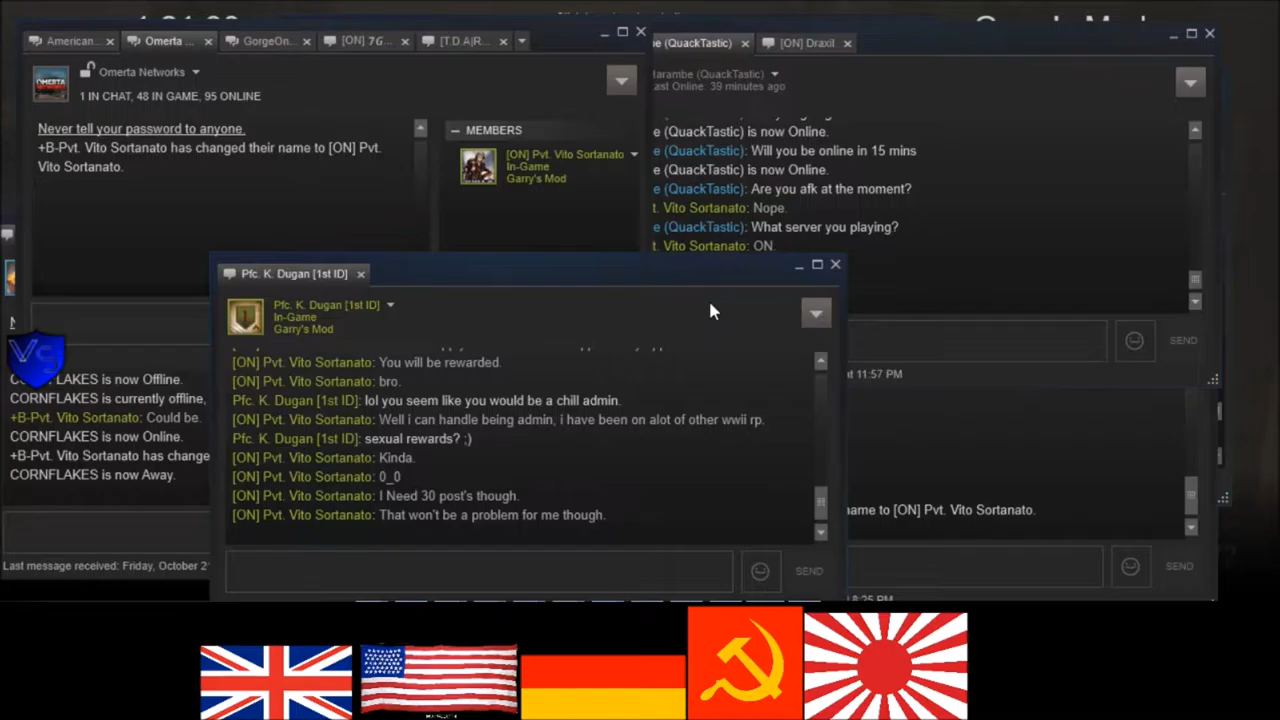 American...
Omerta ...
GorgeOn...
[ON] 76...
[T.D.A|R...
Omerta Networks
1 IN CHAT, 48 IN GAME, 95 ONLINE
Never tell your password to anyone.
+B-Pvt. Vito Sortanato has changed their name to [ON] Pvt.
Vito Sortanato.
MEMBERS
[ON] Pvt. Vito Sortanato
In-Game
Garry's Mod
e (QuackTastic)
[ON] Draxil
Harambe (QuackTastic)
ast Online: 39 minutes ago
e (QuackTastic) is now Online.
e (QuackTastic): Will you be online in 15 mins
e (QuackTastic) is now Online.
e (QuackTastic): Are you afk at the moment?
t. Vito Sortanato: Nope.
e (QuackTastic): What server you playing?
t. Vito Sortanato: ON.
SEND
at 11:57 PM
Pfc. K. Dugan [1st ID]
Pfc. K. Dugan [1st ID]
In-Game
Garry's Mod
[ON] Pvt. Vito Sortanato: You will be rewarded.
[ON] Pvt. Vito Sortanato: bro.
Pfc. K. Dugan [1st ID]: lol you seem like you would be a chill admin.
[ON] Pvt. Vito Sortanato: Well i can handle being admin, i have been on alot of other wwii rp.
Pfc. K. Dugan [1st ID]: sexual rewards? ;)
[ON] Pvt. Vito Sortanato: Kinda.
[ON] Pvt. Vito Sortanato: 0_0
[ON] Pvt. Vito Sortanato: I Need 30 post's though.
[ON] Pvt. Vito Sortanato: That won't be a problem for me though.
SEND
CORNFLAKES is now Offline.
CORNFLAKES is currently offline,
+B-Pvt. Vito Sortanato: Could be.
CORNFLAKES is now Online.
+B-Pvt. Vito Sortanato has change
CORNFLAKES is now Away.
Last message received: Friday, October 2
name to [ON] Pvt. Vito Sortanato.
SEND
8:25 PM